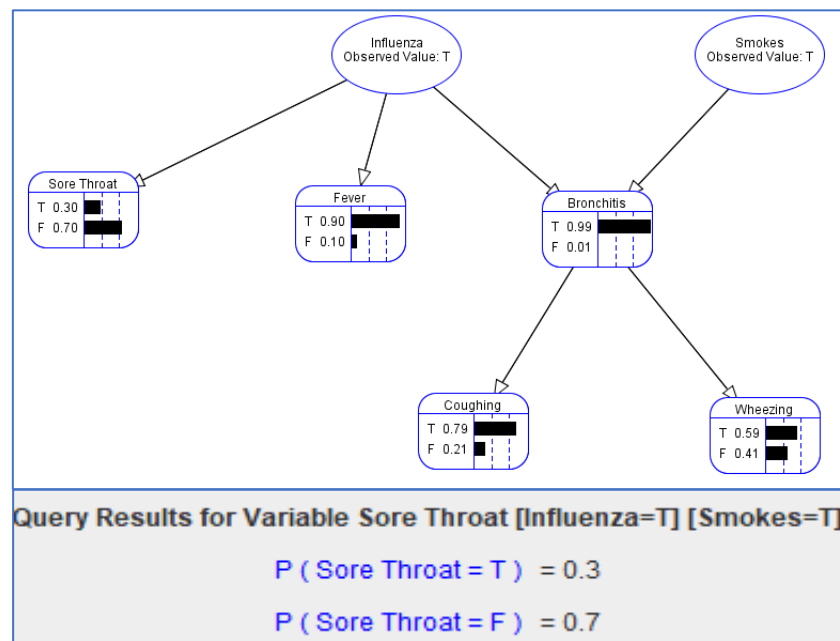 Influenza
Observed Value: T
Smokes
Observed Value: T
Sore Throat
T 0.30
F 0.70
Fever
T 0.90
F 0.10
Bronchitis
T 0.99
F 0.01
Coughing
T 0.79
F 0.21
Wheezing
T 0.59
F 0.41
Query Results for Variable Sore Throat [Influenza=T] [Smokes=T]
P ( Sore Throat = T ) = 0.3
P ( Sore Throat = F ) = 0.7